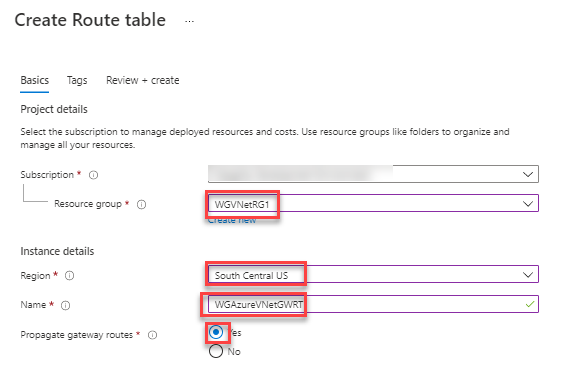 Create Route table ...
Basics Tags Review + create
Project details
Select the subscription to manage deployed resources and costs. Use resource groups like folders to organize and
manage all your resources.
Subscription *
Resource group * WGVNetRG1
Create new
Instance details
Region * South Central US
Name * WGAzureVNetGWRT
Propagate gateway routes * Yes
No